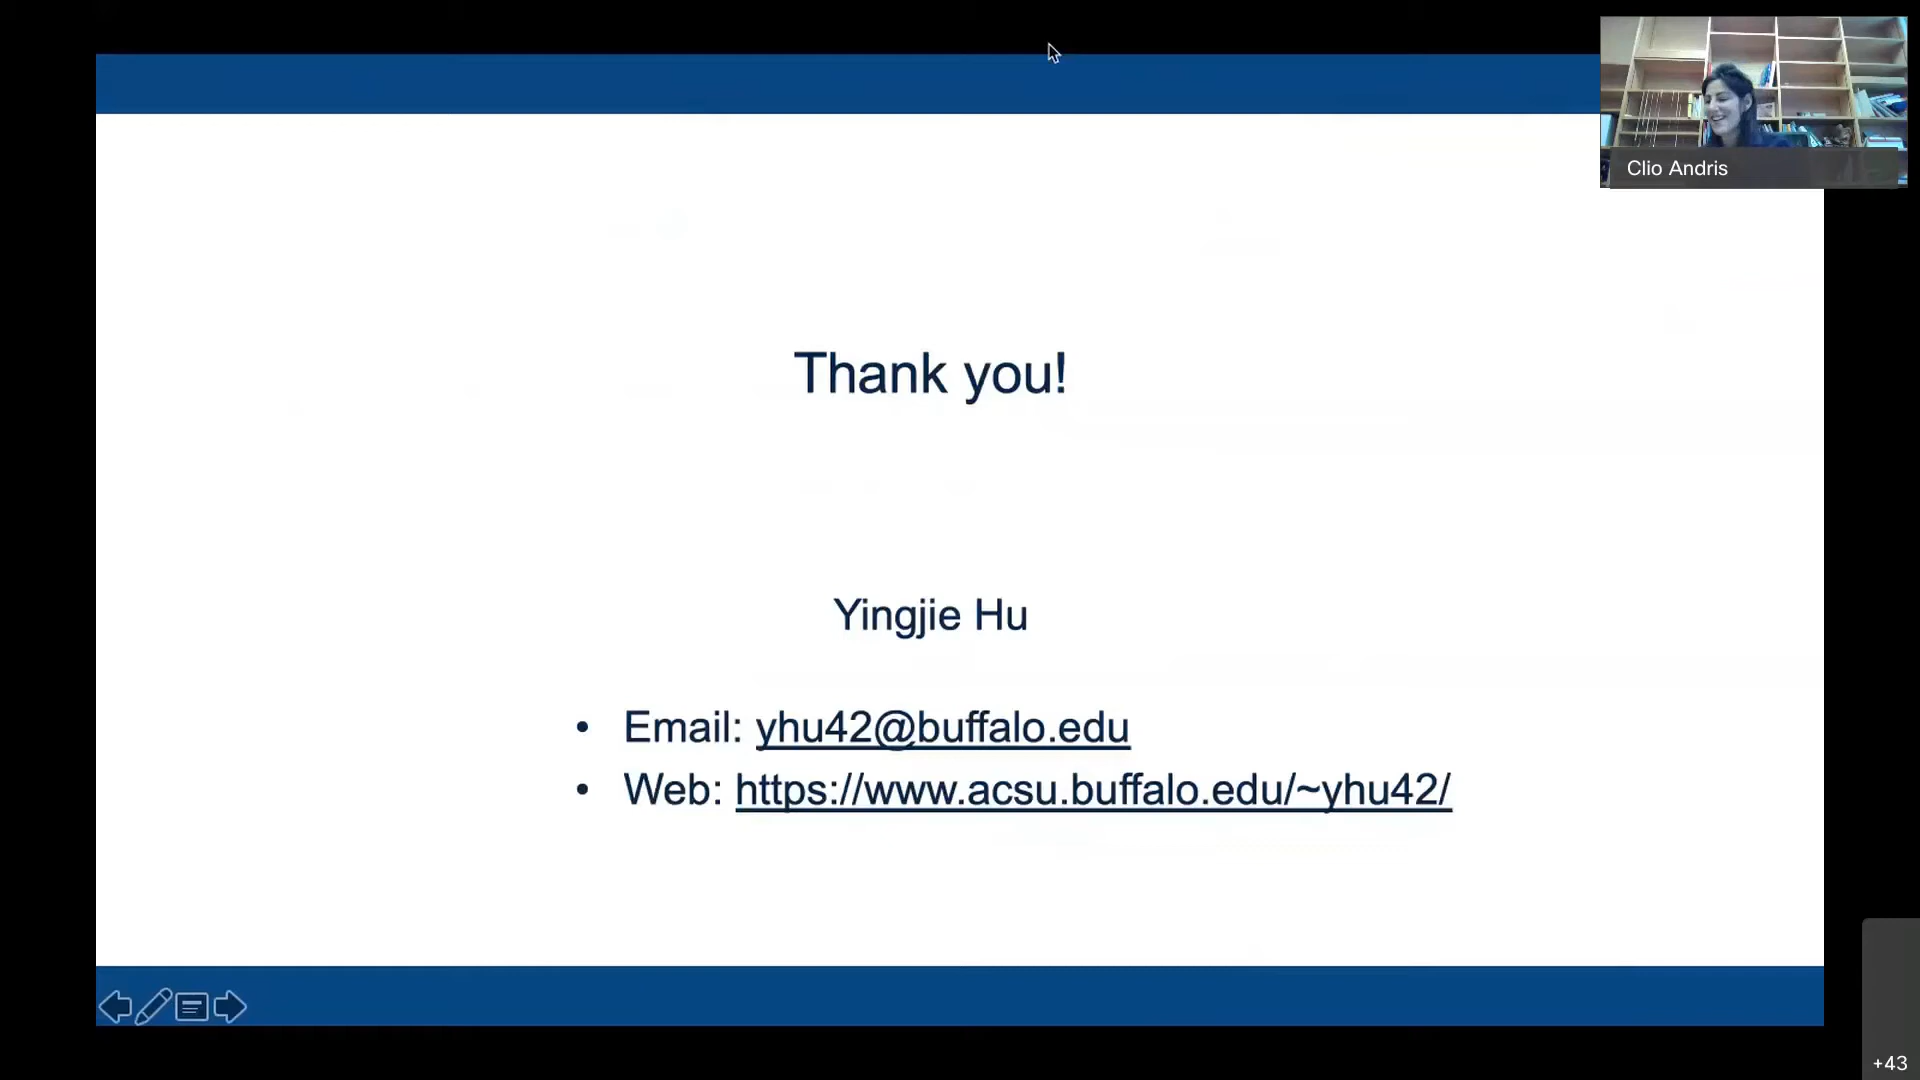 Clio Andris
Thank you!
Yingjie Hu
• Email: yhu42@buffalo.edu
• Web: https://www.acsu.buffalo.edu/~yhu42/
+43